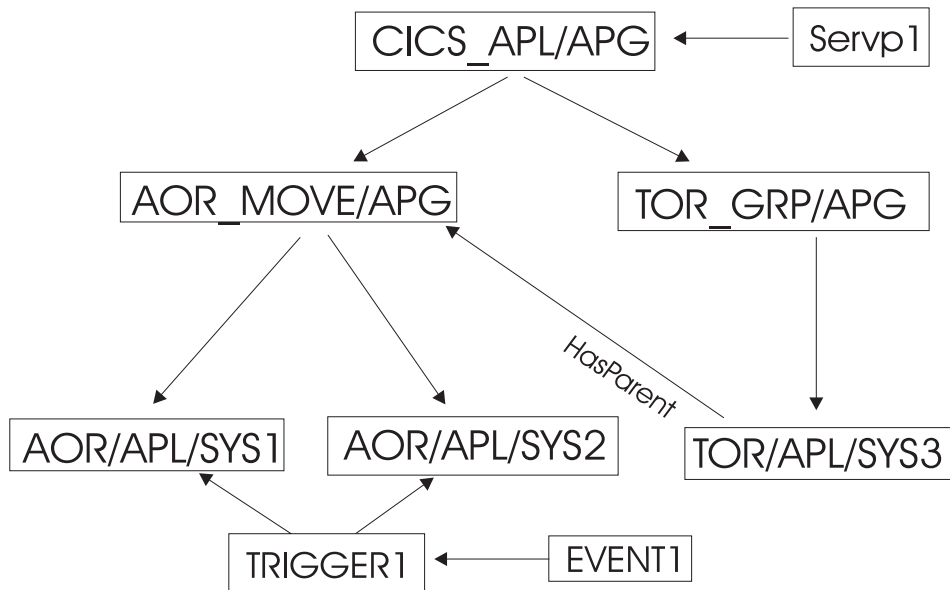 CICS_APL/APG
Servp1
AOR_MOVE/APG
TOR_GRP/APG
HasParent
AOR/APL/SYS1
AOR/APL/SYS2
TOR/APL/SYS3
TRIGGER1
EVENT1